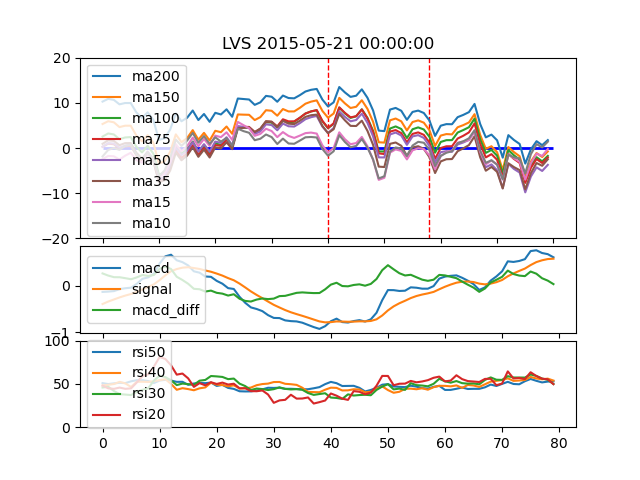 LVS 2015-05-21 00:00:00
20
10
0
−10
−20
ma200
ma150
ma100
ma75
ma50
ma35
ma15
ma10
0
−1
macd
signal
macd_diff
100
50
0
rsi50
rsi40
rsi30
rsi20
0 10 20 30 40 50 60 70 80